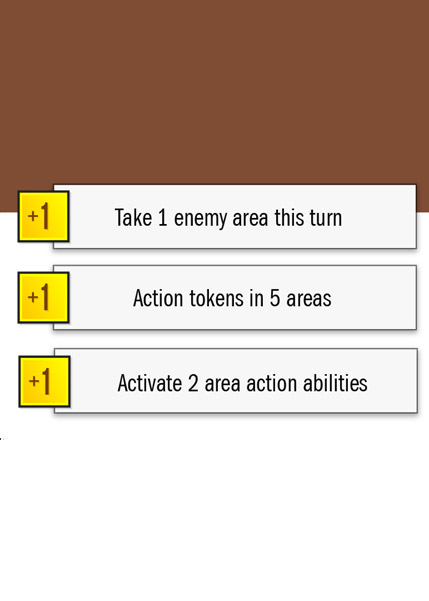 +1 Take 1 enemy area this turn
+1 Action tokens in 5 areas
+1 Activate 2 area action abilities